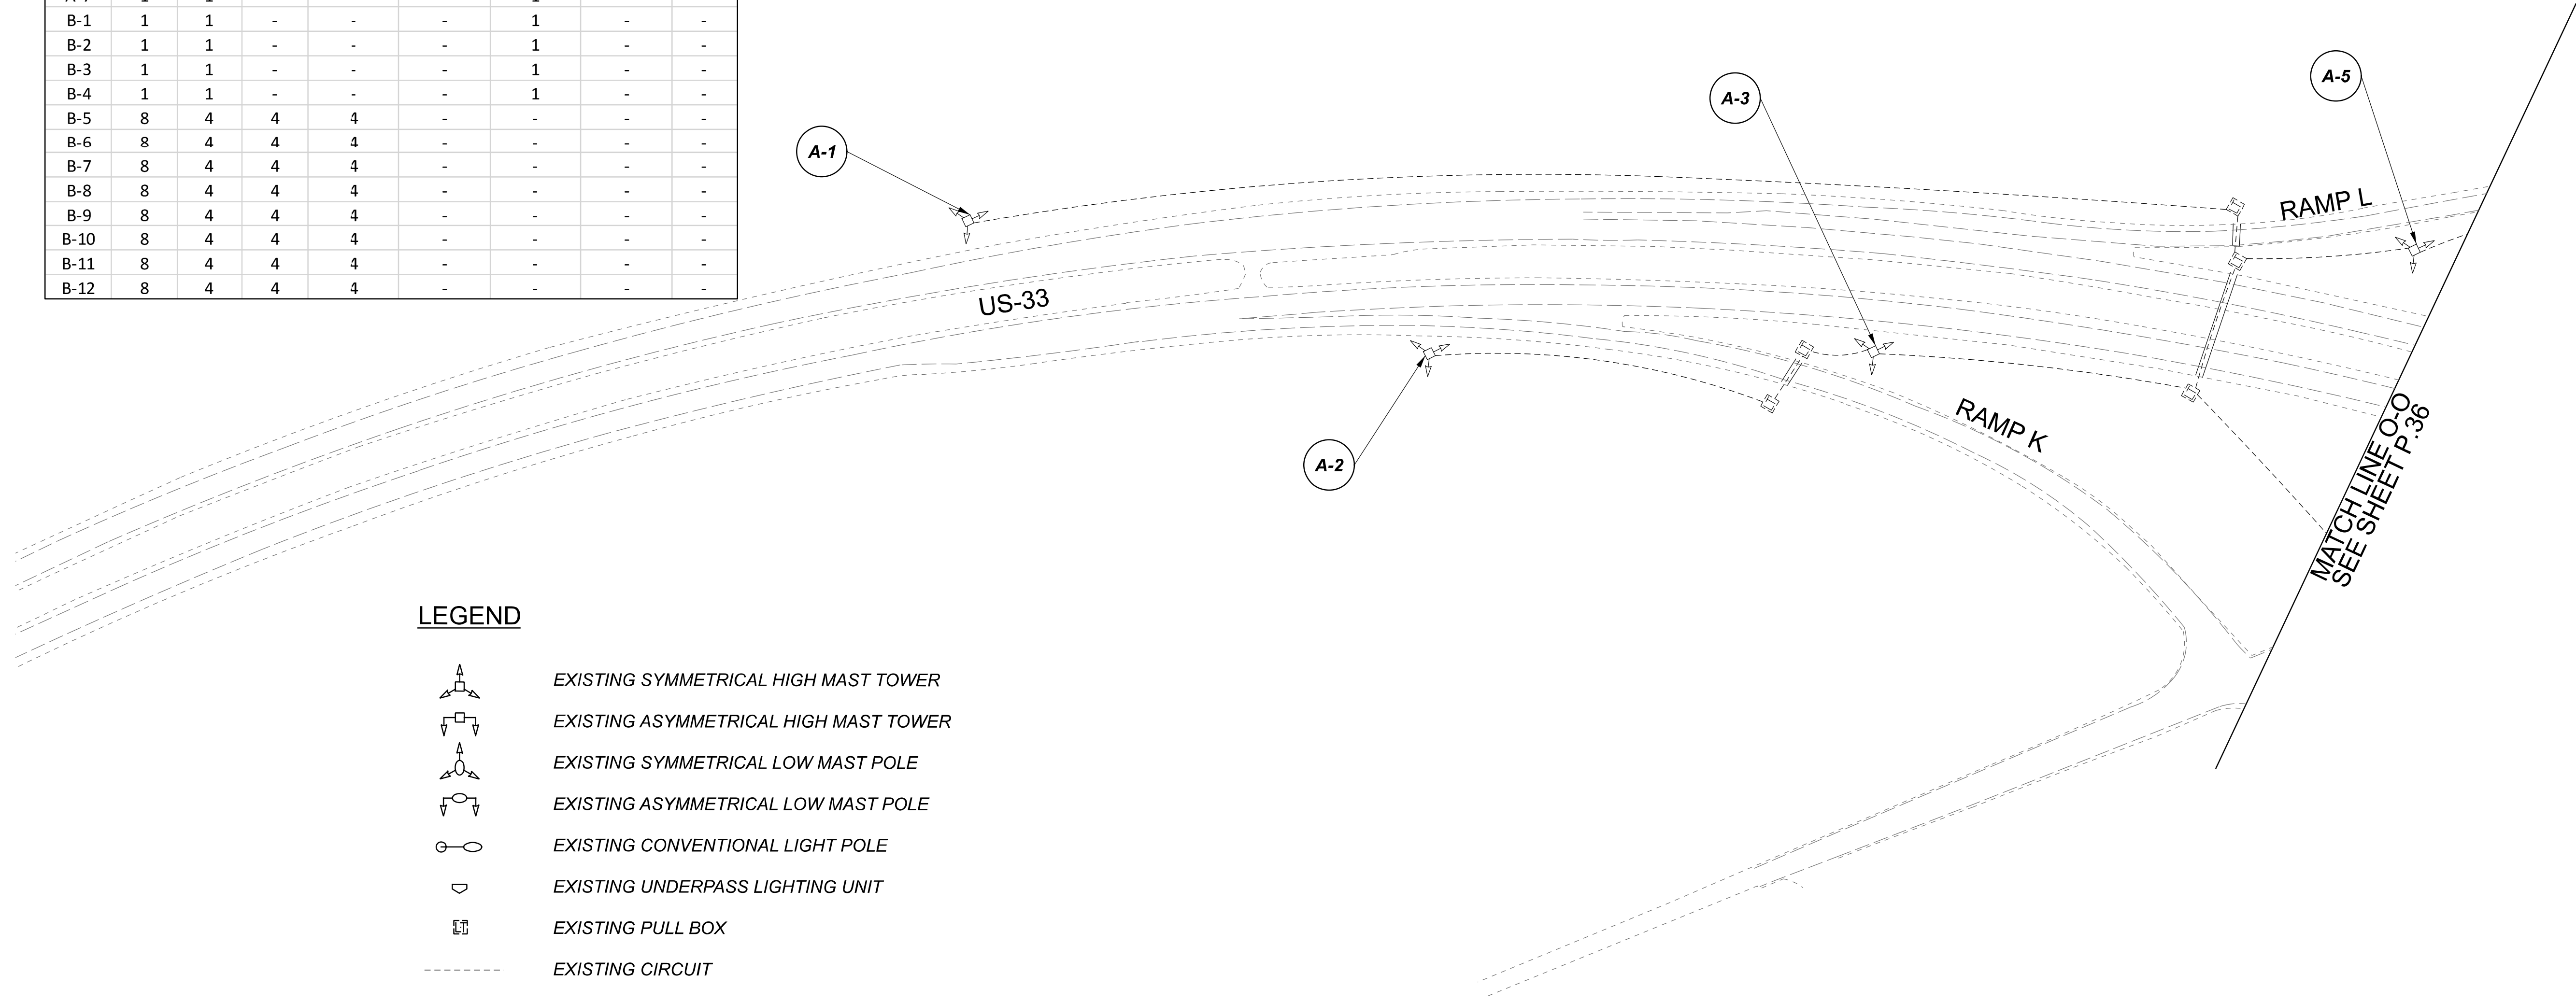 B-1 1 1 - - - 1 - -
B-2 1 1 - - - 1 - -
B-3 1 1 - - - 1 - -
B-4 1 1 - - - 1 - -
B-5 8 4 4 4 - - - -
B-6 8 4 4 4 - - - -
B-7 8 4 4 4 - - - -
B-8 8 4 4 4 - - - -
B-9 8 4 4 4 - - - -
B-10 8 4 4 4 - - - -
B-11 8 4 4 4 - - - -
B-12 8 4 4 4 - - - -
A-1
A-3
A-5
RAMP L
US-33
A-2
RAMP K
MATCH LINE O-O
SEE SHEET P.36
LEGEND
EXISTING SYMMETRICAL HIGH MAST TOWER
EXISTING ASYMMETRICAL HIGH MAST TOWER
EXISTING SYMMETRICAL LOW MAST POLE
EXISTING ASYMMETRICAL LOW MAST POLE
EXISTING CONVENTIONAL LIGHT POLE
EXISTING UNDERPASS LIGHTING UNIT
EXISTING PULL BOX
EXISTING CIRCUIT